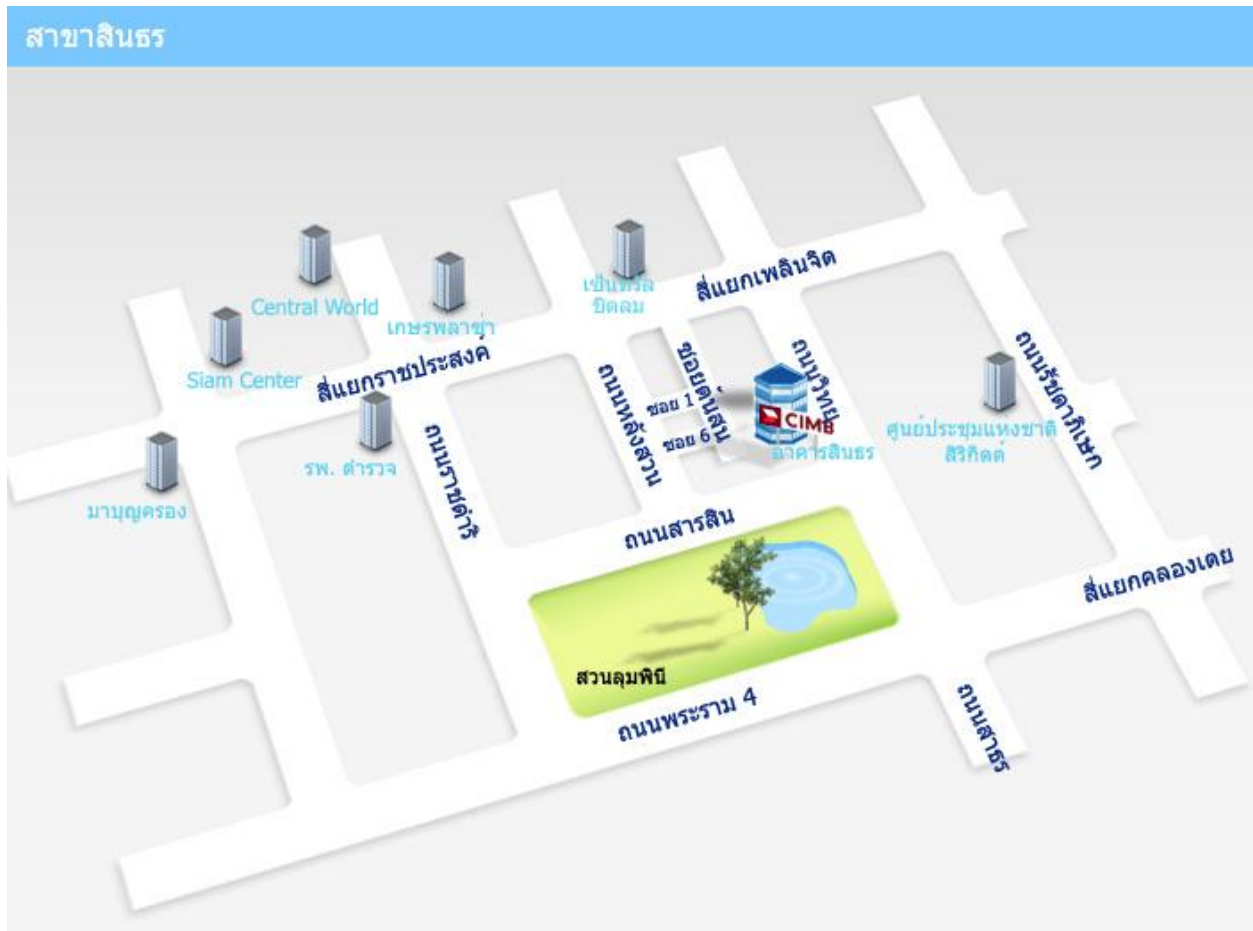 สาขาสินธร
สี่แยกเพลินจิต
เซ็นทรัล
ชิดลม
Central World
เกษรพลาซ่า
Siam Center
สี่แยกราชประสงค์
ถนนวิทยุ
ถนนรัชดาภิเษก
ซอยต้นสน
ถนนหลังสวน
ซอย 1
CIMB
ซอย 6
อาคารสินธร
ศูนย์ประชุมแห่งชาติ
สิริกิตต์
รพ. ตำรวจ
ถนนราชดำริ
มาบุญครอง
ถนนสารสิน
สี่แยกคลองเตย
สวนลุมพินี
ถนนพระราม 4
ถนนสาธร